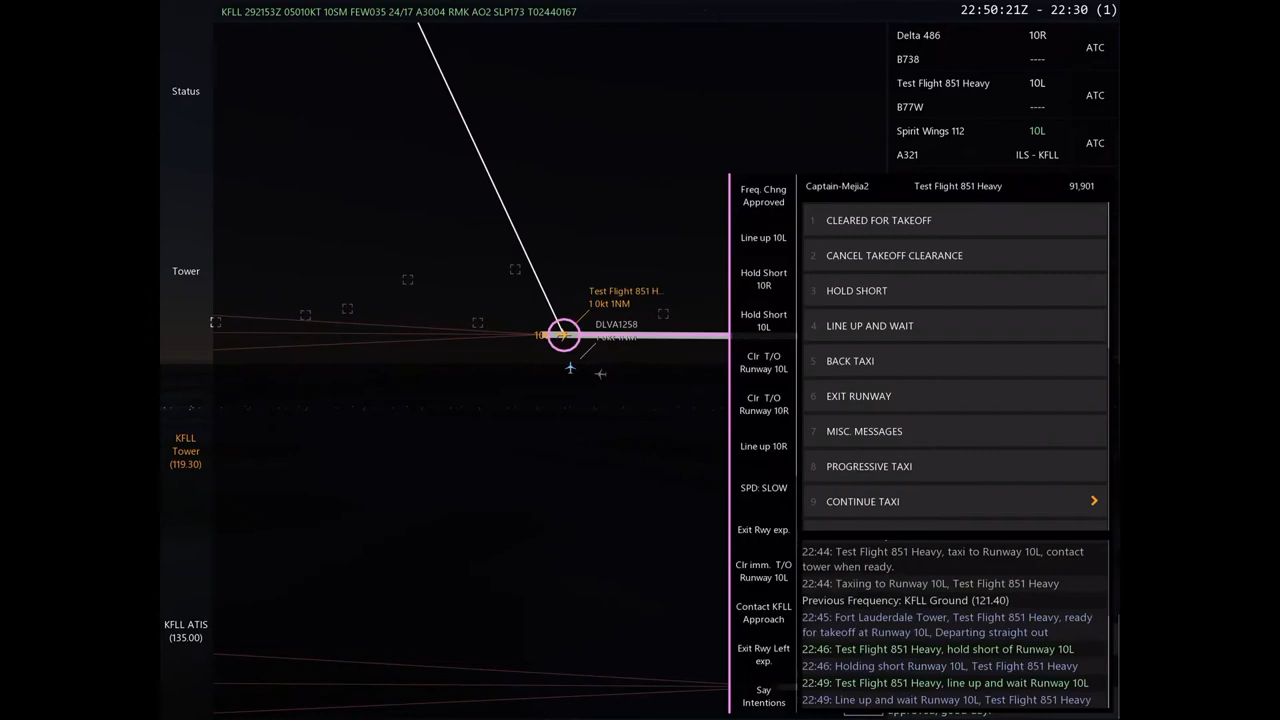 KFLL 292153Z 05010KT 10SM FEW035 24/17 A3004 RMK AO2 SLP173 T02440167
22:50:21Z - 22:30 (1)
Delta 486 10R
ATC
B738 ----
Test Flight 851 Heavy 10L
ATC
B77W ----
Spirit Wings 112 10L
ATC
A321 ILS - KFLL
Status
Tower
KFLL
Tower
(119.30)
KFLL ATIS
(135.00)
Test Flight 851 H...
1 0kt 1NM
DLVA1258
Freq. Chng
Approved
Line up 10L
Hold Short
10R
Hold Short
10L
Clr T/O
Runway 10L
Clr T/O
Runway 10R
Line up 10R
SPD: SLOW
Exit Rwy exp.
Clr imm. T/O
Runway 10L
Contact KFLL
Approach
Exit Rwy Left
exp.
Say
Intentions
Captain-Mejia2 Test Flight 851 Heavy 91,901
1 CLEARED FOR TAKEOFF
2 CANCEL TAKEOFF CLEARANCE
3 HOLD SHORT
4 LINE UP AND WAIT
5 BACK TAXI
6 EXIT RUNWAY
7 MISC. MESSAGES
8 PROGRESSIVE TAXI
9 CONTINUE TAXI
22:44: Test Flight 851 Heavy, taxi to Runway 10L, contact
tower when ready.
22:44: Taxiing to Runway 10L, Test Flight 851 Heavy
Previous Frequency: KFLL Ground (121.40)
22:45: Fort Lauderdale Tower, Test Flight 851 Heavy, ready
for takeoff at Runway 10L, Departing straight out
22:46: Test Flight 851 Heavy, hold short of Runway 10L
22:46: Holding short Runway 10L, Test Flight 851 Heavy
22:49: Test Flight 851 Heavy, line up and wait Runway 10L
22:49: Line up and wait Runway 10L, Test Flight 851 Heavy